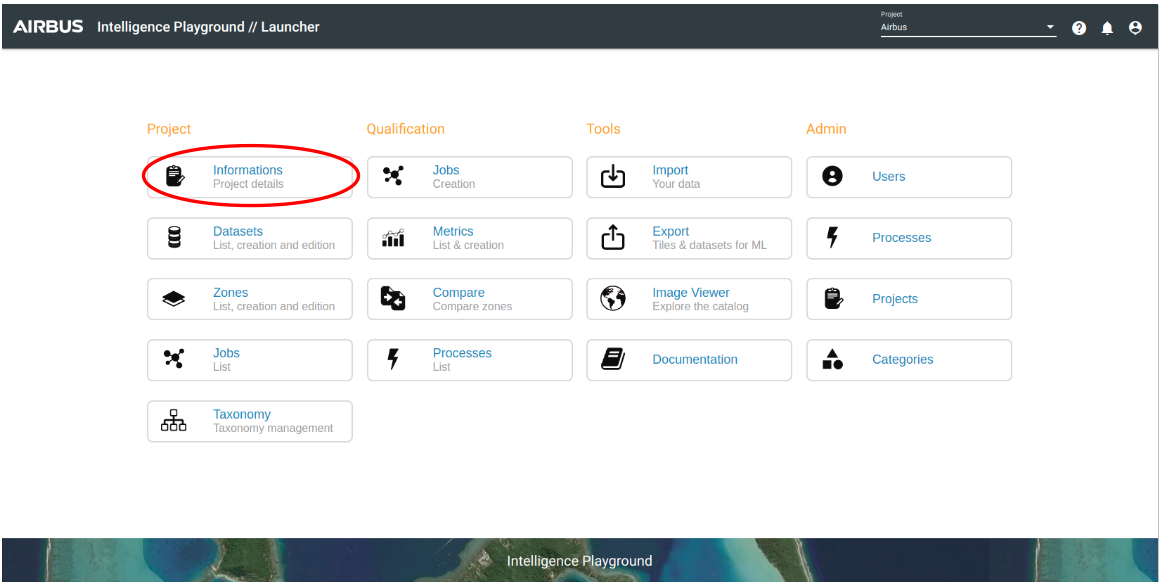 AIRBUS Intelligence Playground // Launcher
Project
Airbus
Project
Informations
Project details
Datasets
List, creation and edition
Zones
List, creation and edition
Jobs
List
Taxonomy
Taxonomy management
Qualification
Jobs
Creation
Metrics
List & creation
Compare
Compare zones
Processes
List
Tools
Import
Your data
Export
Tiles & datasets for ML
Image Viewer
Explore the catalog
Documentation
Admin
Users
Processes
Projects
Categories
Intelligence Playground